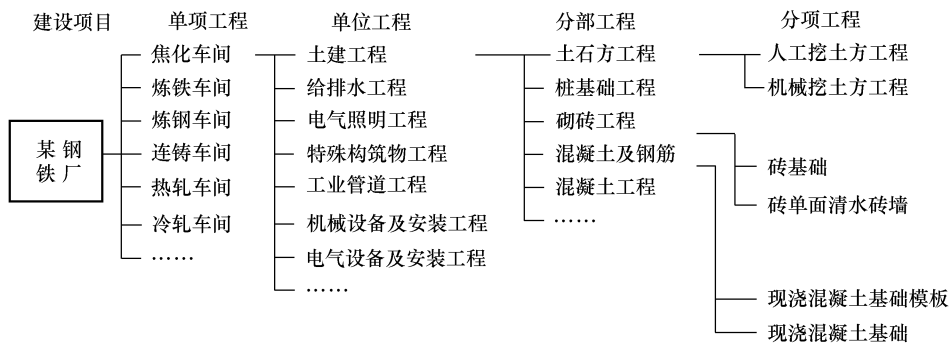 建设项目
单项工程
单位工程
分部工程
分项工程
某钢
铁厂
焦化车间
炼铁车间
炼钢车间
连铸车间
热轧车间
冷轧车间
……
土建工程
给排水工程
电气照明工程
特殊构筑物工程
工业管道工程
机械设备及安装工程
电气设备及安装工程
……
土石方工程
桩基础工程
砌砖工程
混凝土及钢筋
混凝土工程
……
人工挖土方工程
机械挖土方工程
砖基础
砖单面清水砖墙
现浇混凝土基础模板
现浇混凝土基础